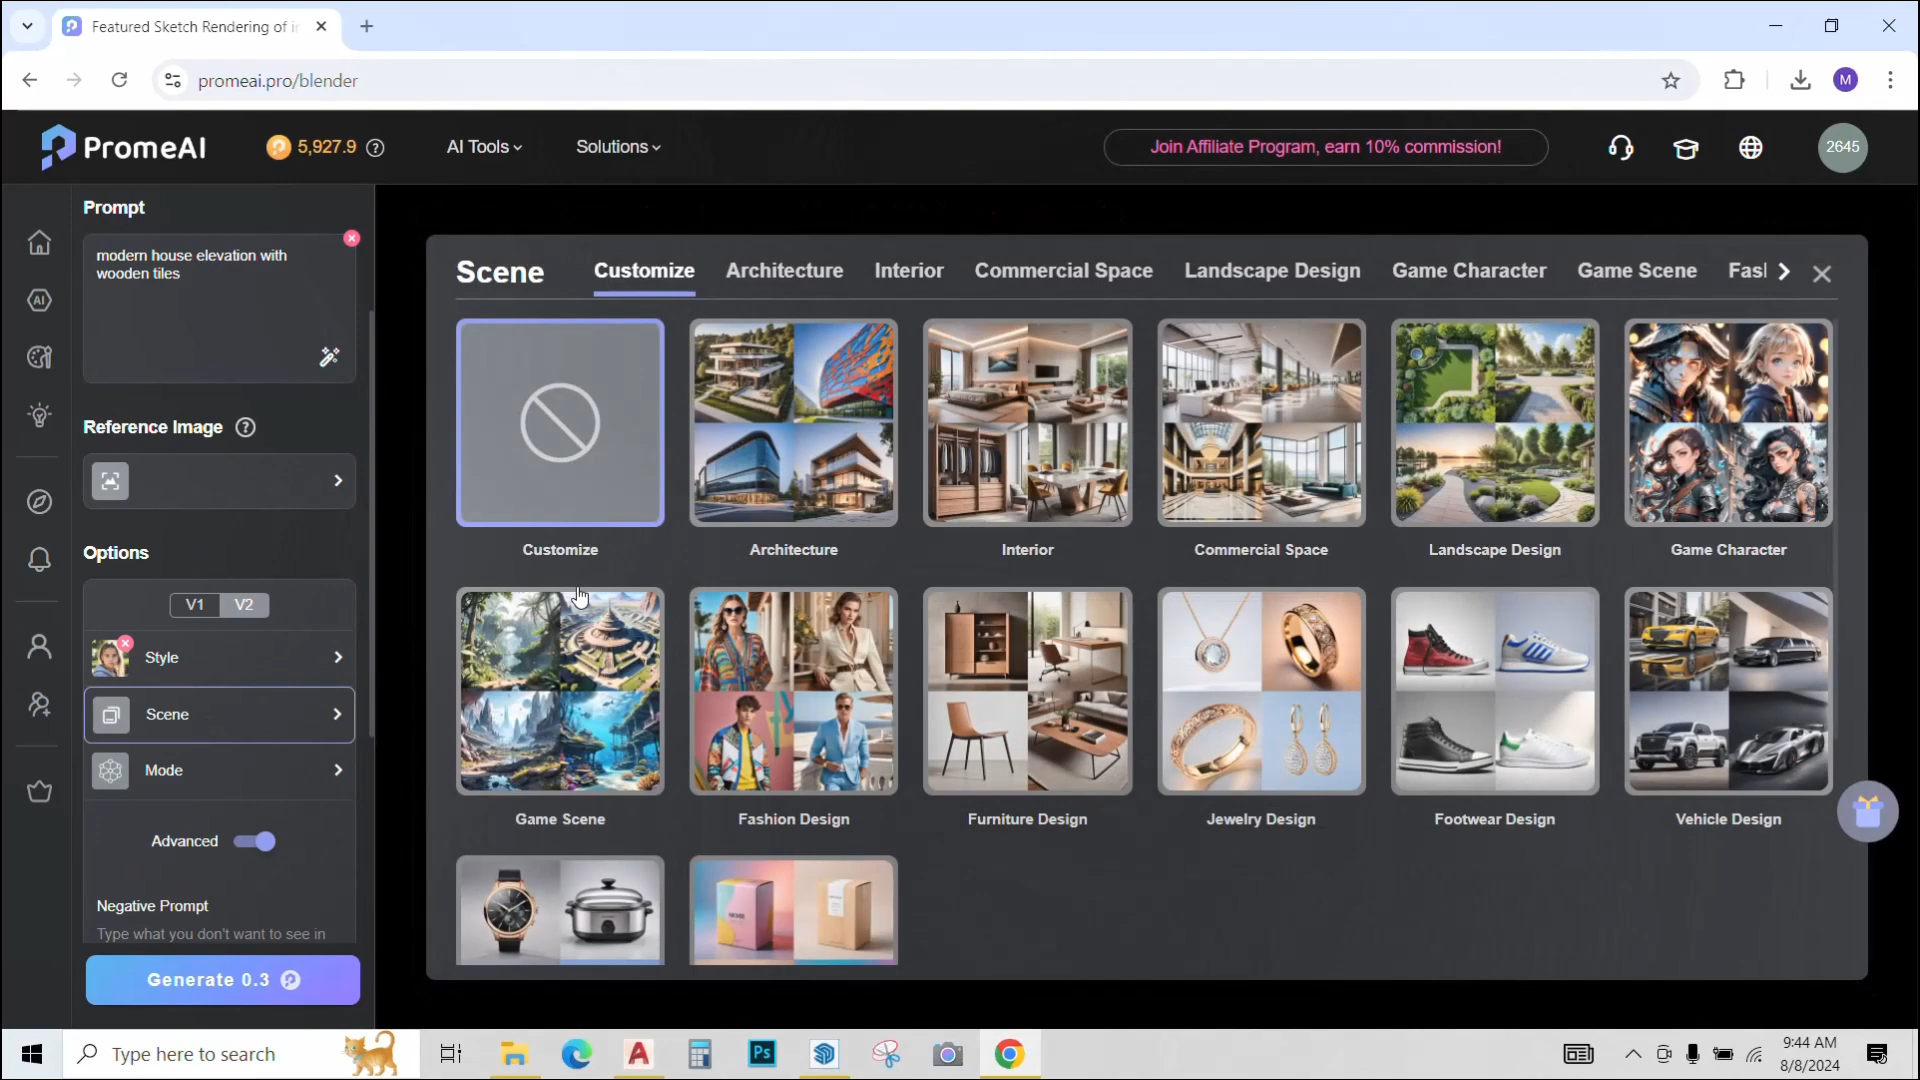 Featured Sketch Rendering of in
promeai.pro/blender
M
PromeAI
5,927.9
AI Tools
Solutions
Join Affiliate Program, earn 10% commission!
2645
Prompt
modern house elevation with
wooden tiles
Reference Image
Options
V1 V2
Style
Scene
Mode
Advanced
Negative Prompt
Type what you don't want to see in
Generate 0.3
Scene
Customize
Architecture
Interior
Commercial Space
Landscape Design
Game Character
Game Scene
Fasl
Customize
Architecture
Interior
Commercial Space
Landscape Design
Game Character
Game Scene
Fashion Design
Furniture Design
Jewelry Design
Footwear Design
Vehicle Design
Type here to search
Ps
9:44 AM
8/8/2024